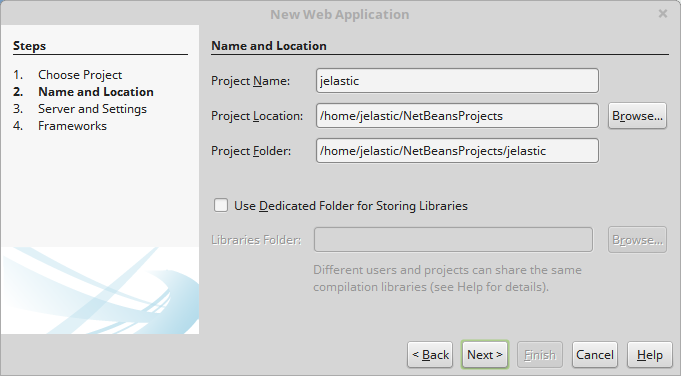 New Web Application
Steps
1. Choose Project
2. Name and Location
3. Server and Settings
4. Frameworks
Name and Location
Project Name: jelastic
Project Location: /home/jelastic/NetBeansProjects Browse...
Project Folder: /home/jelastic/NetBeansProjects/jelastic
Use Dedicated Folder for Storing Libraries
Libraries Folder: Browse...
Different users and projects can share the same
compilation libraries (see Help for details).
< Back Next > Finish Cancel Help